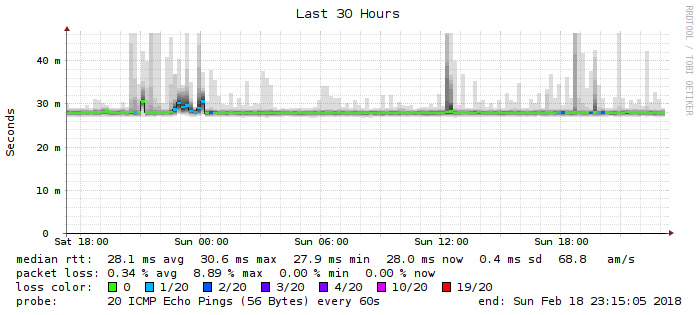 Last 30 Hours
RRDTOOL / TOBI OETIKER
Seconds
40 m
30 m
20 m
10 m
0
Sat 18:00 Sun 00:00 Sun 06:00 Sun 12:00 Sun 18:00
median rtt: 28.1 ms avg 30.6 ms max 27.9 ms min 28.0 ms now 0.4 ms sd 68.8 am/s
packet loss: 0.34 % avg 8.89 % max 0.00 % min 0.00 % now
loss color: 0 1/20 2/20 3/20 4/20 10/20 19/20
probe: 20 ICMP Echo Pings (56 Bytes) every 60s end: Sun Feb 18 23:15:05 2018